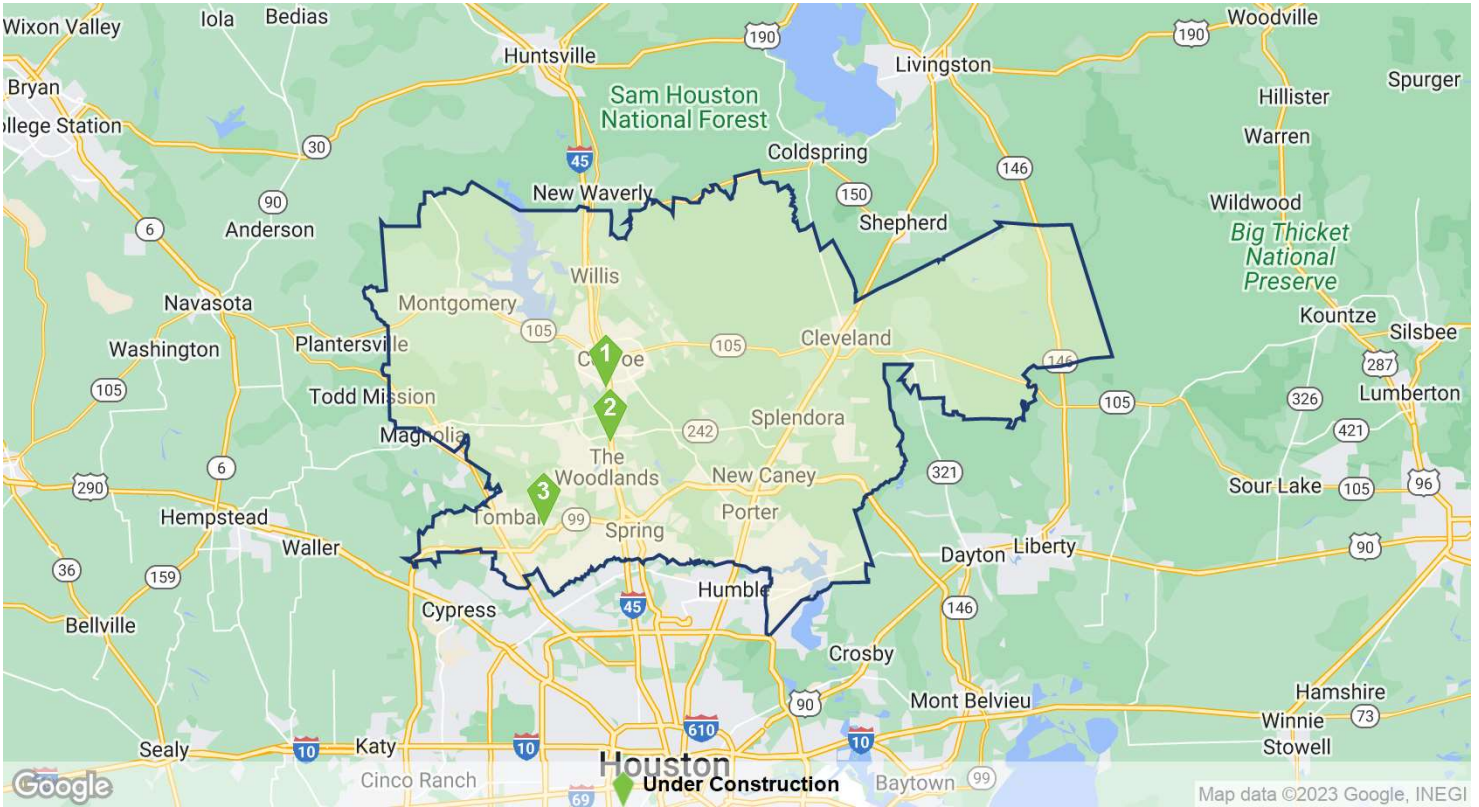 Wixon Valley
Iola
Bedias
Huntsville
190
Livingston
Woodville
190
Bryan
Sam Houston
National Forest
Spurger
Hillister
ollege Station
30
45
Coldspring
146
Warren
90
New Waverly
150
Wildwood
6
Anderson
Shepherd
Big Thicket
National
Preserve
Willis
Navasota
Montgomery
Kountze
Silsbee
105
105
Cleveland
Washington
Plantersville
1
Conroe
146
287
105
Todd Mission
2
Splendora
105
326
Lumberton
Magnolia
242
421
The
Woodlands
6
290
3
New Caney
321
Sour Lake
105
96
Hempstead
Tomball
99
Spring
Porter
Waller
Dayton
Liberty
90
36
159
Humble
Cypress
45
146
Bellville
Crosby
90
Mont Belvieu
Hamshire
73
Winnie
Stowell
Sealy
10
Katy
10
610
10
Houston
Cinco Ranch
Baytown
99
Google
69
Under Construction
Map data ©2023 Google, INEGI